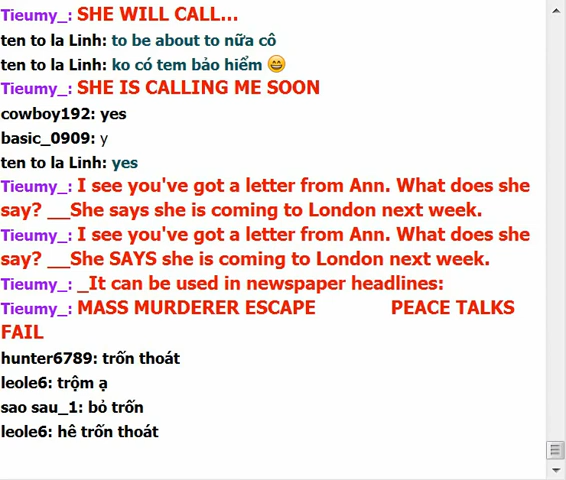 Tieumy_: SHE WILL CALL...
ten to la Linh: to be about to nữa cô
ten to la Linh: ko có tem bảo hiểm 😄
Tieumy_: SHE IS CALLING ME SOON
cowboy192: yes
basic_0909: y
ten to la Linh: yes
Tieumy_: I see you've got a letter from Ann. What does she
say? __She says she is coming to London next week.
Tieumy_: I see you've got a letter from Ann. What does she
say? __She SAYS she is coming to London next week.
Tieumy_: _It can be used in newspaper headlines:
Tieumy_: MASS MURDERER ESCAPE PEACE TALKS
FAIL
hunter6789: trốn thoát
leole6: trộm ạ
sao sau_1: bỏ trốn
leole6: hê trốn thoát